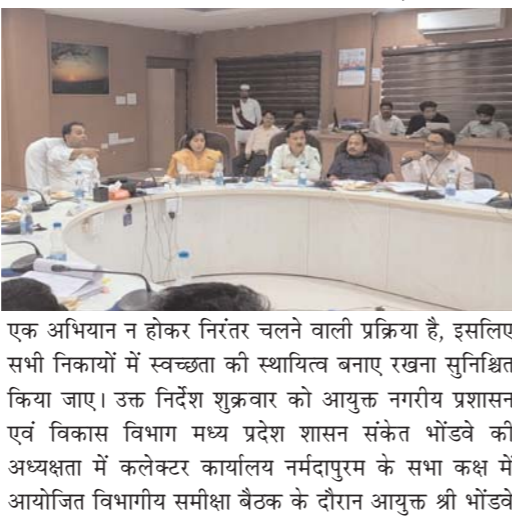 एक अभियान न होकर निरंतर चलने वाली प्रक्रिया है, इसलिए
सभी निकायों में स्वच्छता की स्थायित्व बनाए रखना सुनिश्चित
किया जाए। उक्त निर्देश शुक्रवार को आयुक्त नगरीय प्रशासन
एवं विकास विभाग मध्य प्रदेश शासन संकेत भोंडवे की
अध्यक्षता में कलेक्टर कार्यालय नर्मदापुरम के सभा कक्ष में
आयोजित विभागीय समीक्षा बैठक के दौरान आयुक्त श्री भोंडवे